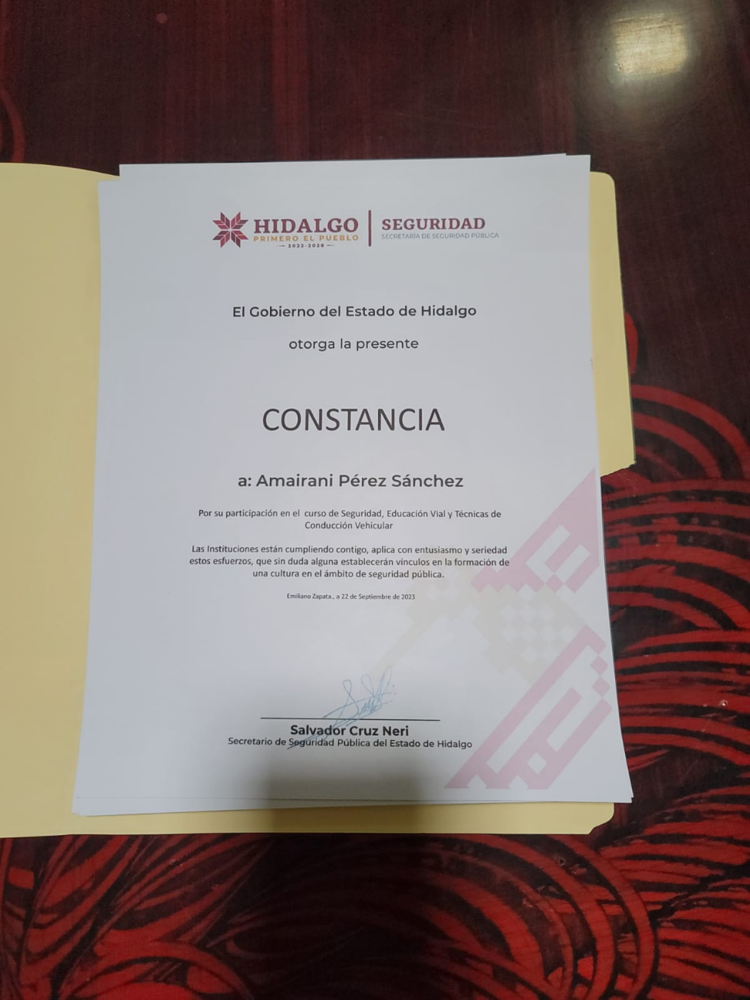 HIDALGO
PRIMERO EL PUEBLO
2022-2028
SEGURIDAD
SECRETARÍA DE SEGURIDAD PÚBLICA
El Gobierno del Estado de Hidalgo
otorga la presente
CONSTANCIA
a: Amairani Pérez Sánchez
Por su participación en el curso de Seguridad, Educación Vial y Técnicas de
Conducción Vehicular
Las Instituciones están cumpliendo contigo, aplica con entusiasmo y seriedad
estos esfuerzos, que sin duda alguna establecerán vínculos en la formación de
una cultura en el ámbito de seguridad pública.
Emiliano Zapata., a 22 de Septiembre de 2023
Salvador Cruz Neri
Secretario de Seguridad Pública del Estado de Hidalgo